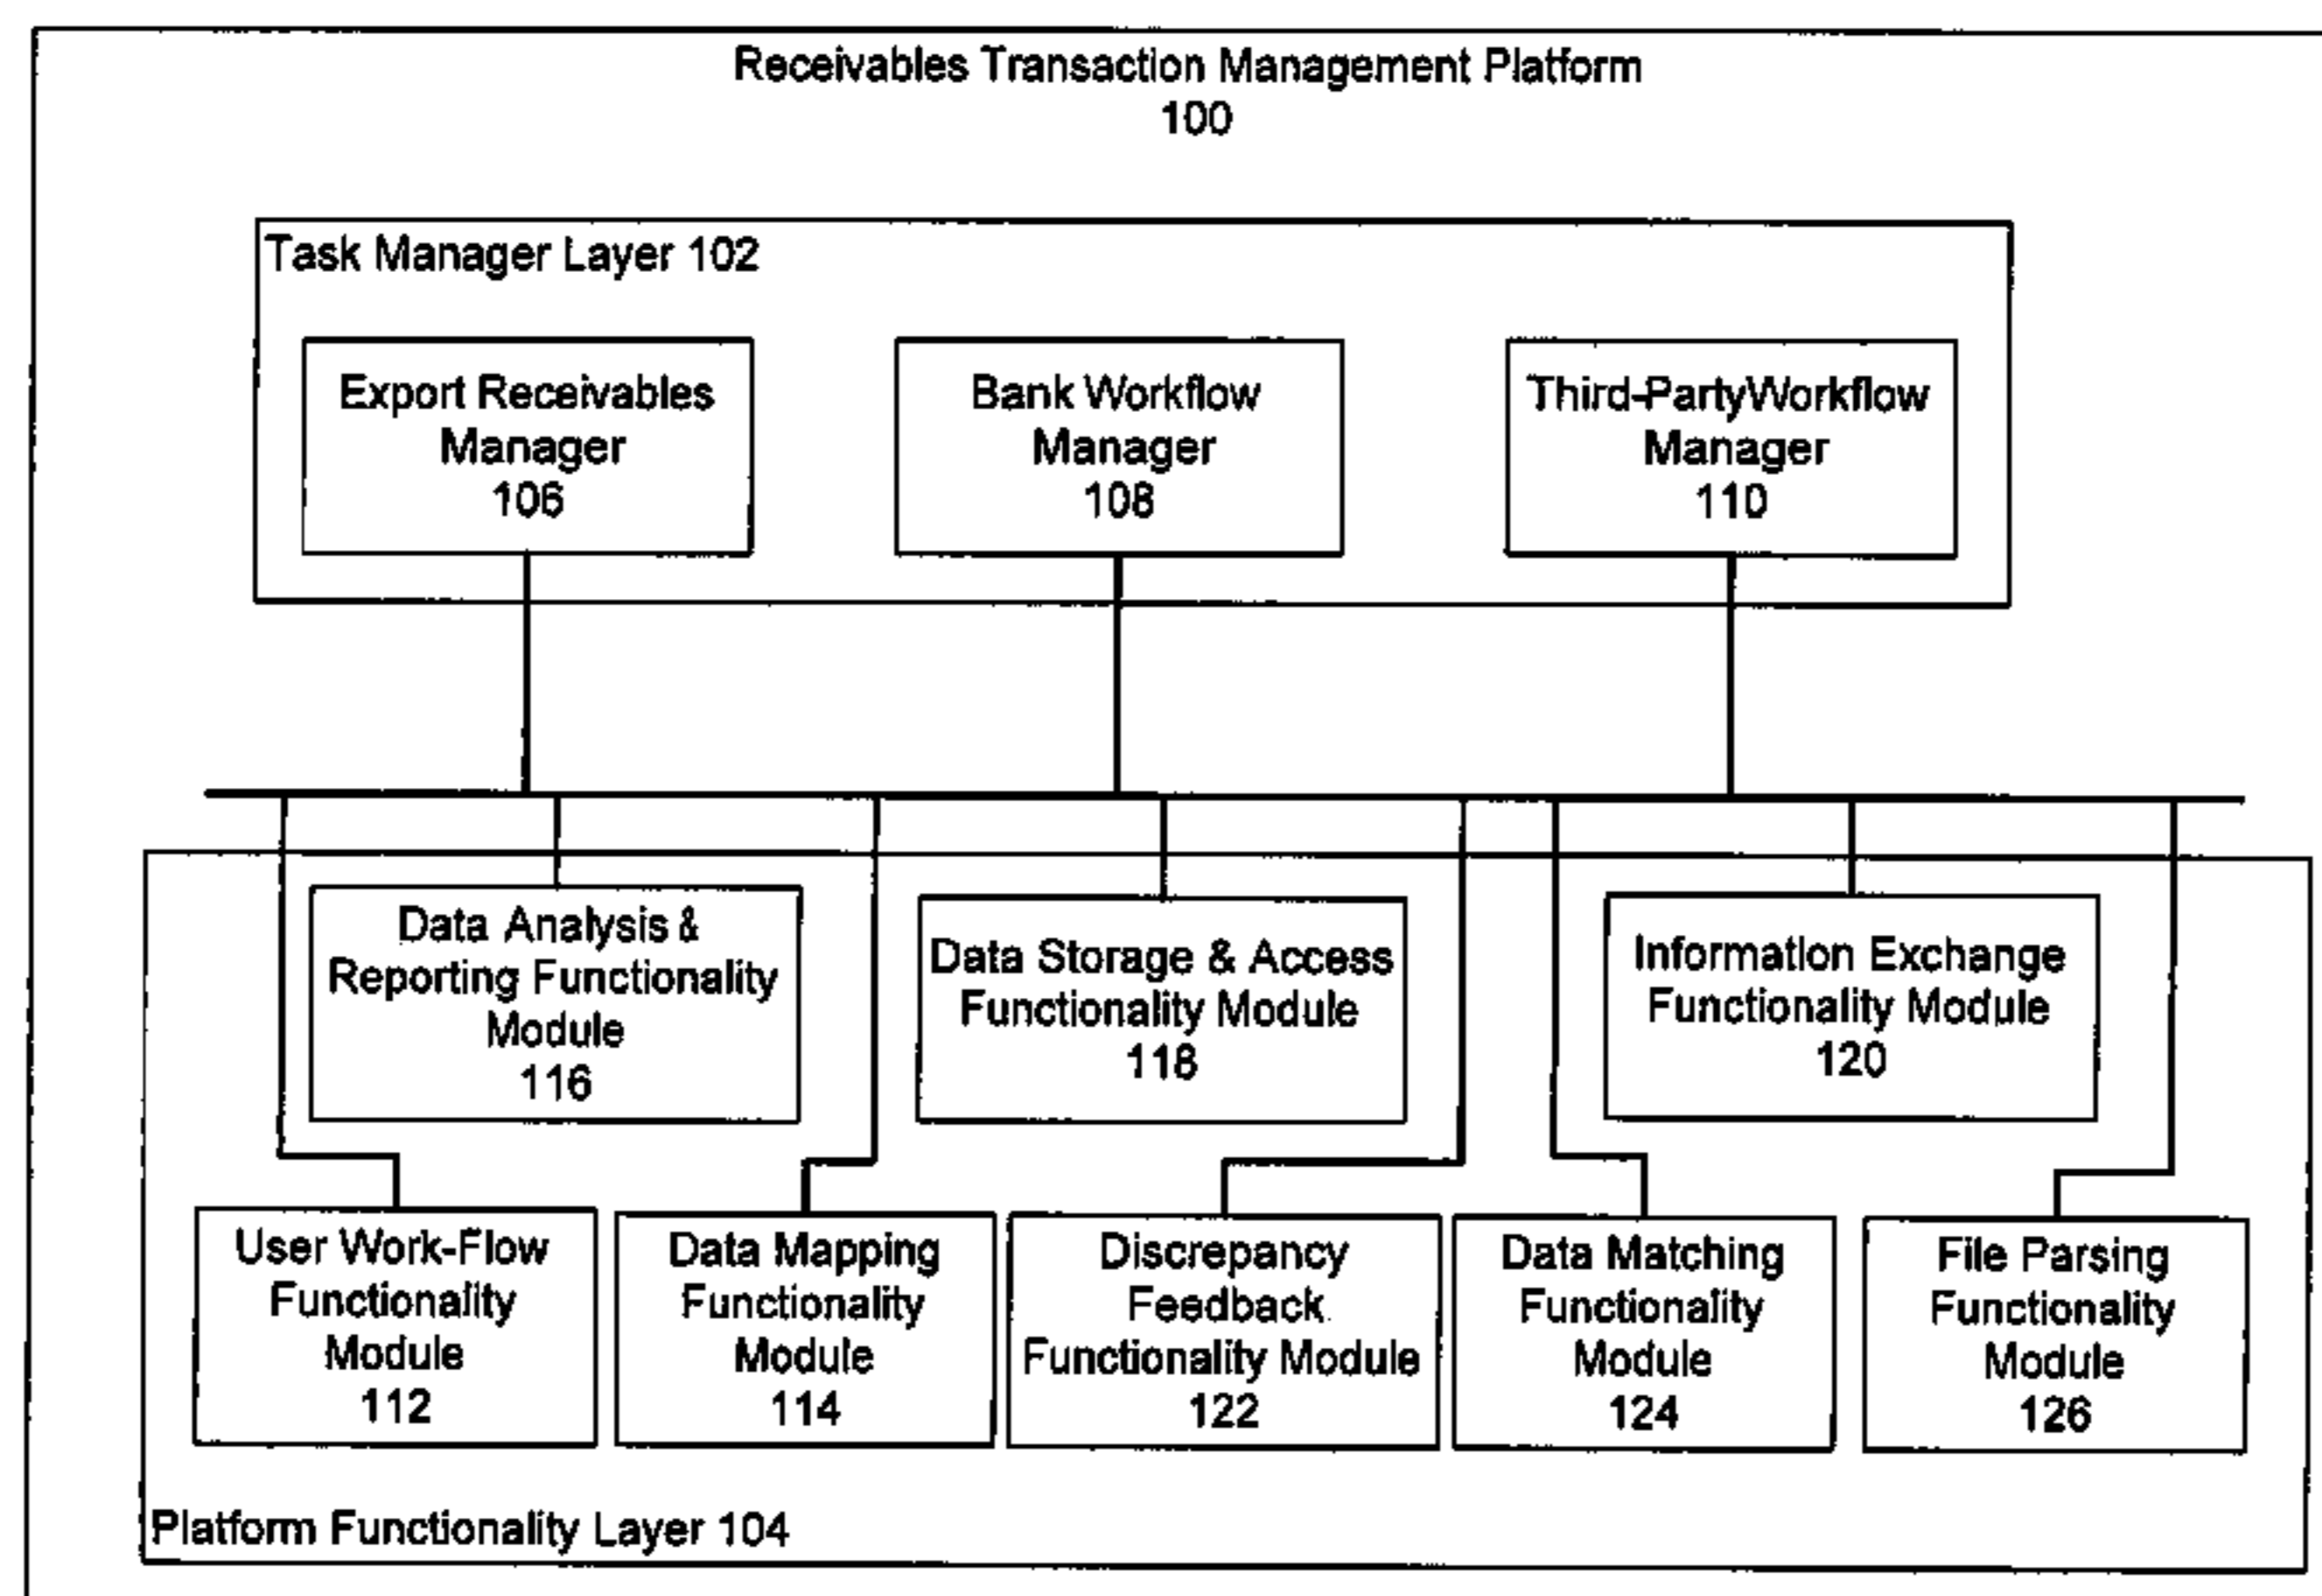 Receivables Transaction Management Platform
100
Task Manager Layer 102
Export Receivables
Manager
106
Bank Workflow
Manager
108
Third-PartyWorkflow
Manager
110
Data Analysis &
Reporting Functionality
Module
116
Data Storage & Access
Functionality Module
118
Information Exchange
Functionality Module
120
User Work-Flow
Functionality
Module
112
Data Mapping
Functionality
Module
114
Discrepancy
Feedback
Functionality Module
122
Data Matching
Functionality
Module
124
File Parsing
Functionality
Module
126
Platform Functionality Layer 104